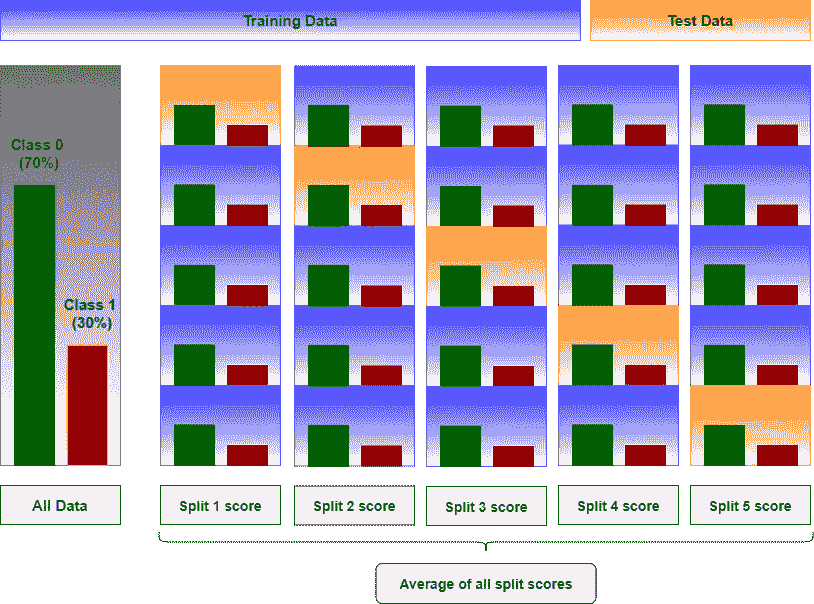 Training Data
Test Data
Class 0
(70%)
Class 1
(30%)
All Data
Split 1 score
Split 2 score
Split 3 score
Split 4 score
Split 5 score
Average of all split scores